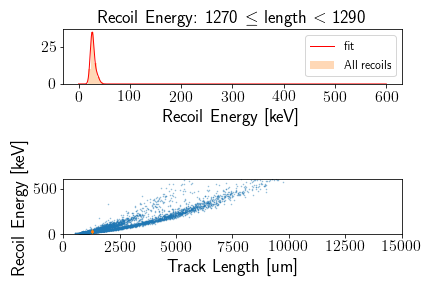 Recoil Energy: 1270 ≤ length < 1290
25
0
fit
All recoils
0 100 200 300 400 500 600
Recoil Energy [keV]
Recoil Energy [keV]
500
0
0 2500 5000 7500 10000 12500 15000
Track Length [um]